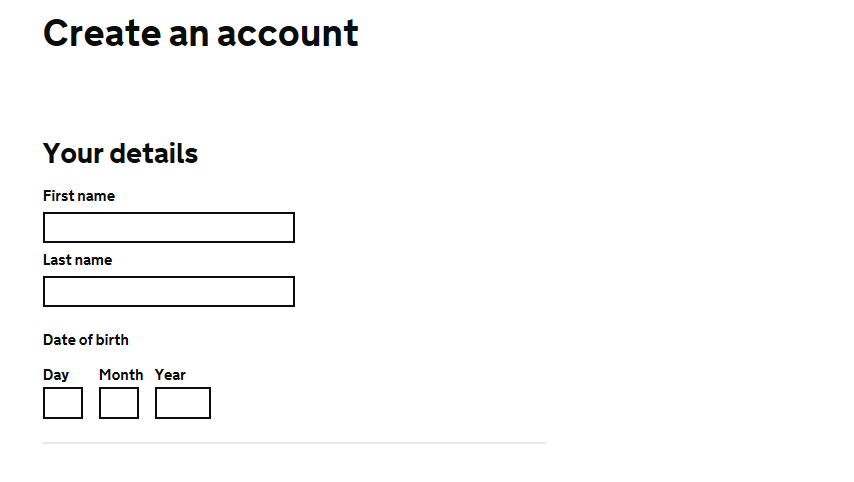 Create an account
Your details
First name
Last name
Date of birth
Day Month Year